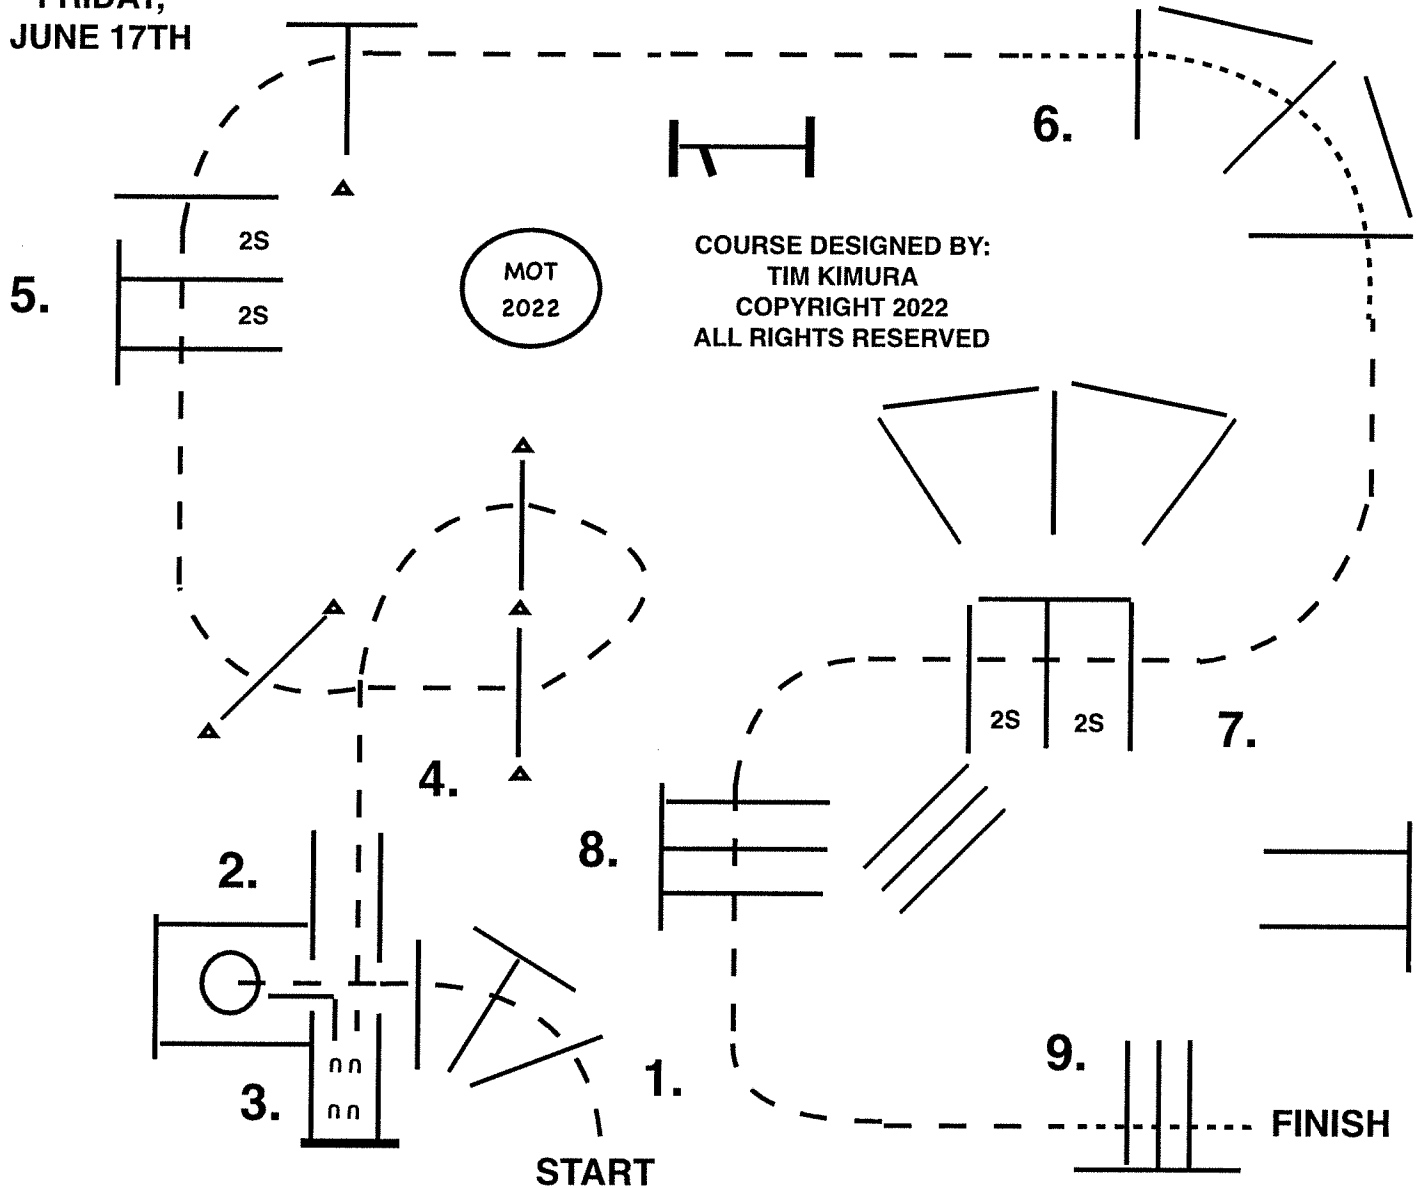 FRIDAY,
JUNE 17TH
6.
2S
5.
2S
MOT
2022
COURSE DESIGNED BY:
TIM KIMURA
COPYRIGHT 2022
ALL RIGHTS RESERVED
2S
2S
7.
4.
8.
2.
3.
1.
9.
START
FINISH